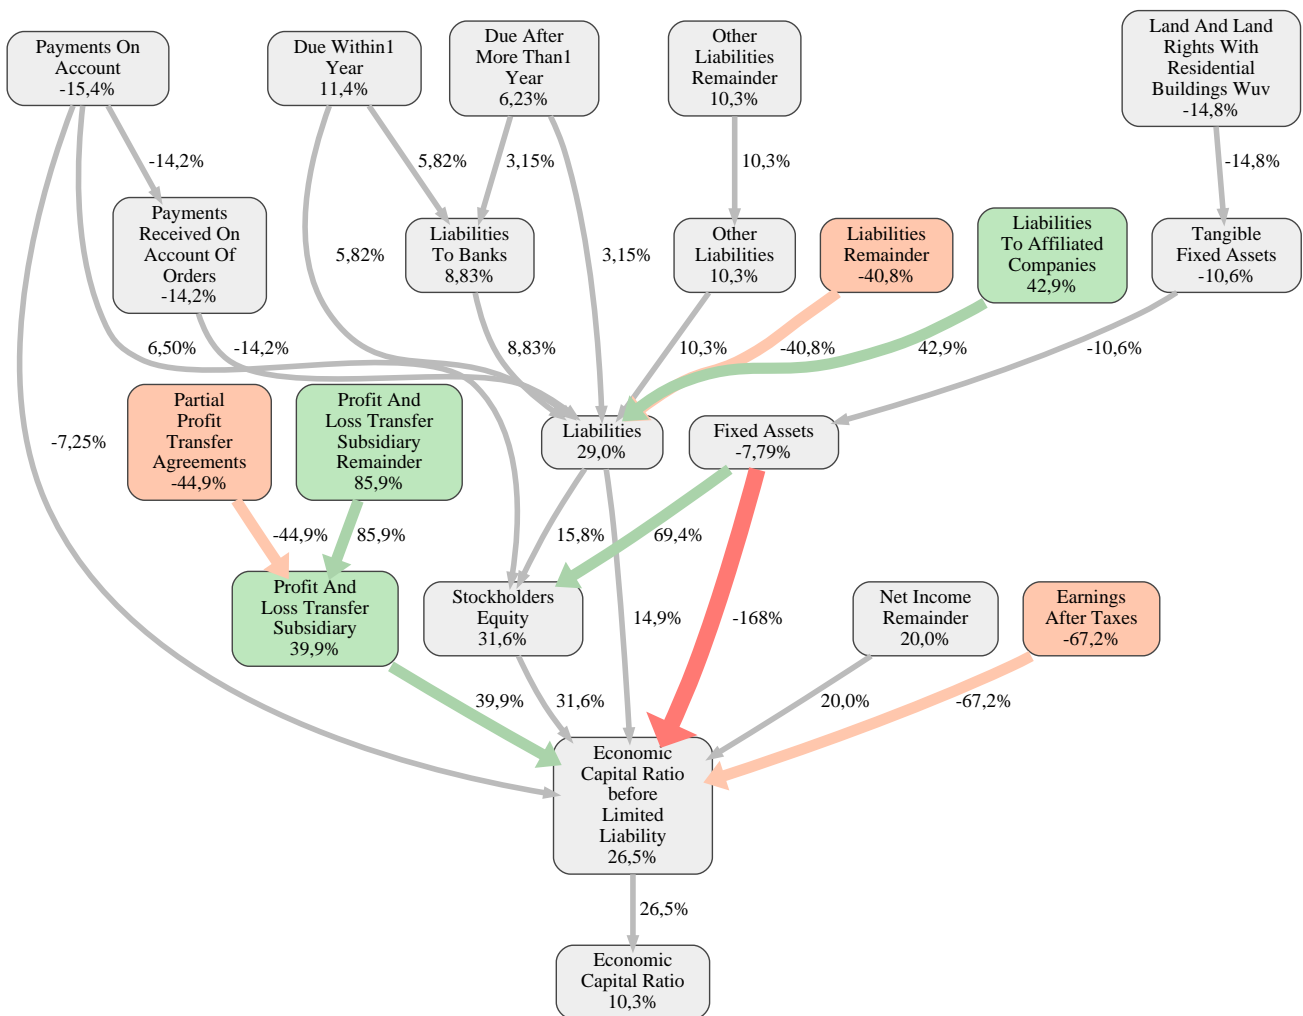 Payments On
Account
-15,4%
Due Within1
Year
11,4%
Due After
More Than1
Year
6,23%
Other
Liabilities
Remainder
10,3%
Land And Land
Rights With
Residential
Buildings Wuv
-14,8%
-14,2%
5,82%
3,15%
10,3%
-14,8%
Payments
Received On
Account Of
Orders
-14,2%
5,82%
Liabilities
To Banks
8,83%
3,15%
Other
Liabilities
10,3%
Liabilities
Remainder
-40,8%
Liabilities
To Affiliated
Companies
42,9%
Tangible
Fixed Assets
-10,6%
6,50%
-14,2%
8,83%
10,3%
-40,8%
42,9%
-10,6%
-7,25%
Partial
Profit
Transfer
Agreements
-44,9%
Profit And
Loss Transfer
Subsidiary
Remainder
85,9%
Liabilities
29,0%
Fixed Assets
-7,79%
-44,9%
85,9%
15,8%
69,4%
Profit And
Loss Transfer
Subsidiary
39,9%
Stockholders
Equity
31,6%
14,9%
-168%
Net Income
Remainder
20,0%
Earnings
After Taxes
-67,2%
39,9%
31,6%
20,0%
-67,2%
Economic
Capital Ratio
before
Limited
Liability
26,5%
26,5%
Economic
Capital Ratio
10,3%